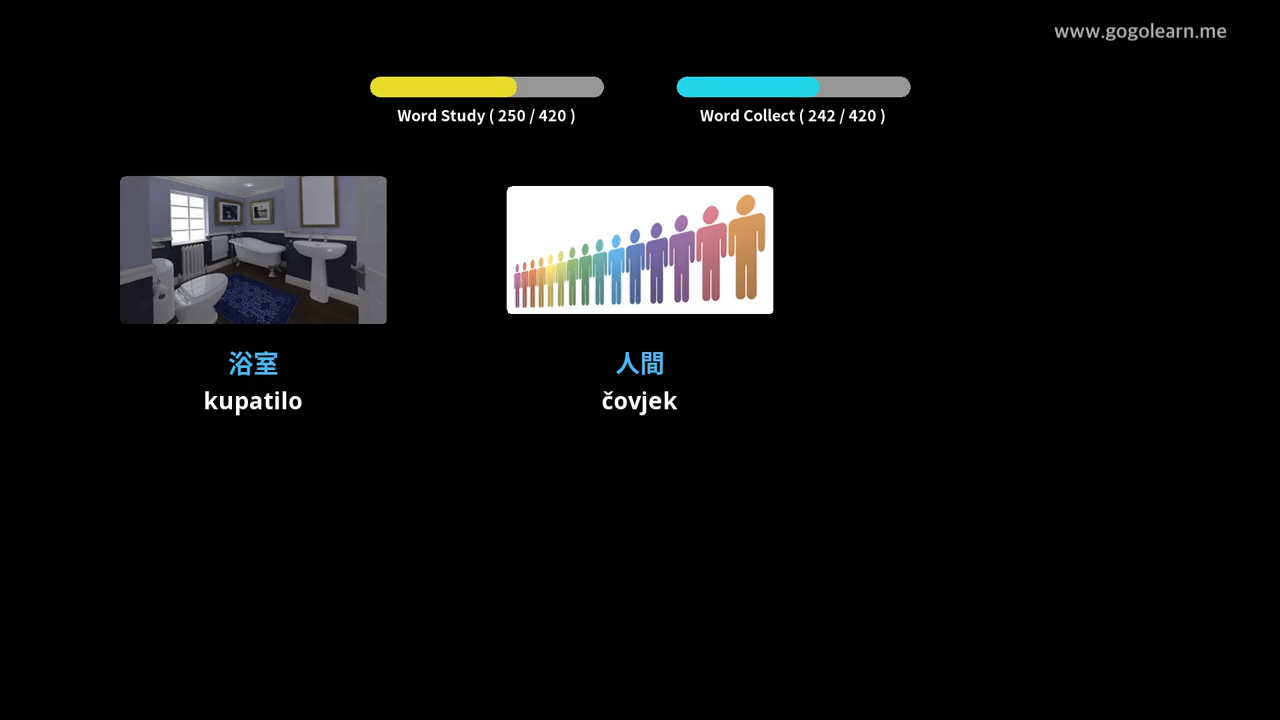 www.gogolearn.me
Word Study ( 250 / 420 )
Word Collect ( 242 / 420 )
浴室
kupatilo
人間
čovjek